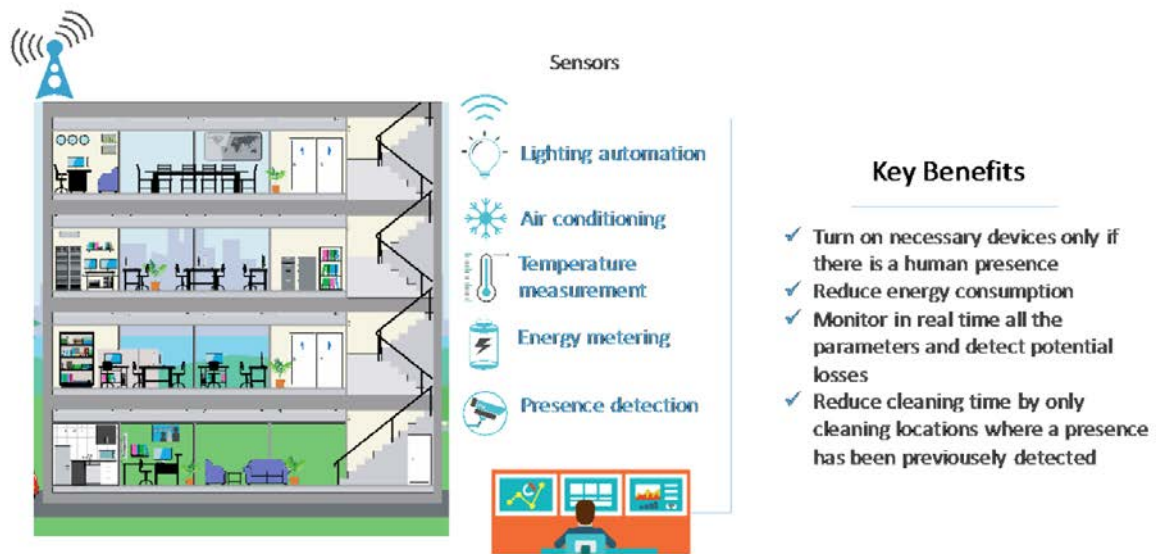 Sensors
Lighting automation
Air conditioning
Temperature
measurement
Energy metering
Presence detection
Key Benefits
✓ Turn on necessary devices only if
there is a human presence
✓ Reduce energy consumption
✓ Monitor in real time all the
parameters and detect potential
losses
✓ Reduce cleaning time by only
cleaning locations where a presence
has been previousely detected